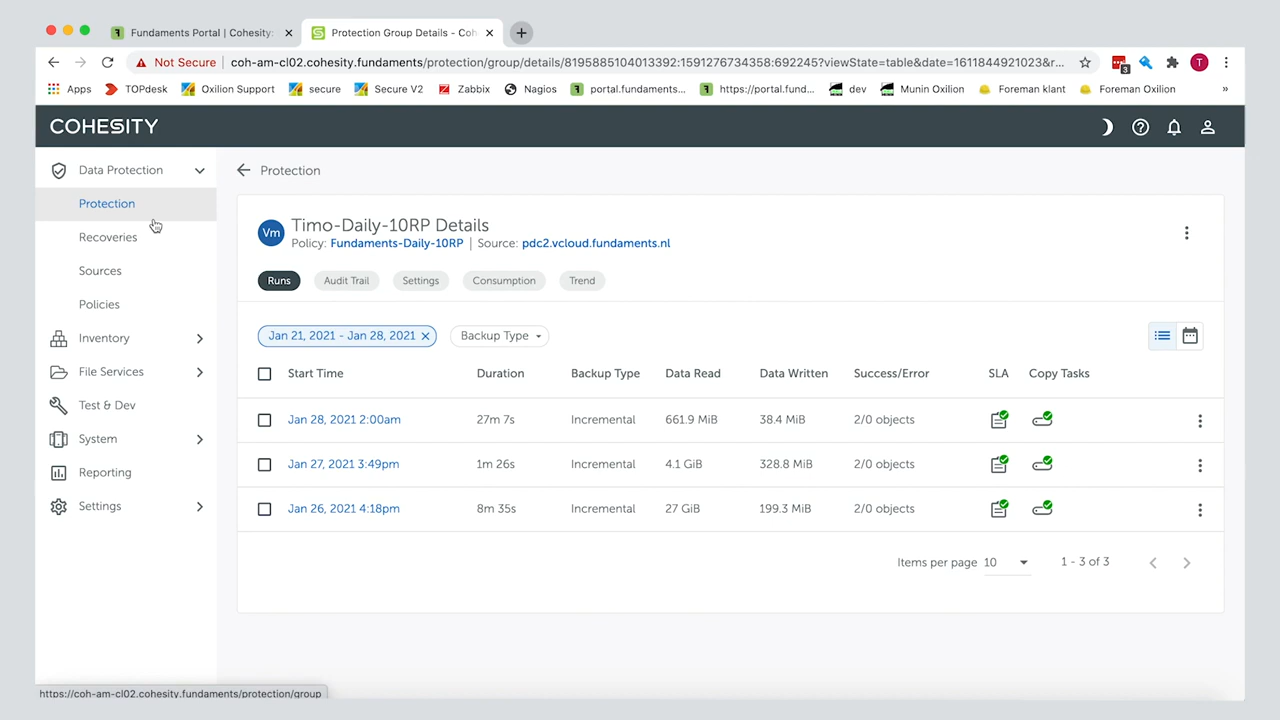 Fundaments Portal | Cohesity:
Protection Group Details - Coh
Not Secure
coh-am-cl02.cohesity.fundaments/protection/group/details/8195885104013392:1591276734358:692245?viewState=table&date=1611844921023&r...
3
T
Apps
TOPdesk
Oxilion Support
secure
Secure V2
Zabbix
Nagios
portal.fundaments...
https://portal.fund...
dev
Munin Oxilion
Foreman klant
Foreman Oxilion
»
COHESITY
Data Protection
Protection
Recoveries
Sources
Policies
Inventory
File Services
Test & Dev
System
Reporting
Settings
Protection
Vm
Timo-Daily-10RP Details
Policy: Fundaments-Daily-10RP | Source: pdc2.vcloud.fundaments.nl
Runs Audit Trail Settings Consumption Trend
Jan 21, 2021 - Jan 28, 2021 Backup Type
Start Time Duration Backup Type Data Read Data Written Success/Error SLA Copy Tasks
Jan 28, 2021 2:00am 27m 7s Incremental 661.9 MiB 38.4 MiB 2/0 objects
Jan 27, 2021 3:49pm 1m 26s Incremental 4.1 GiB 328.8 MiB 2/0 objects
Jan 26, 2021 4:18pm 8m 35s Incremental 27 GiB 199.3 MiB 2/0 objects
Items per page 10 1 - 3 of 3
https://coh-am-cl02.cohesity.fundaments/protection/group